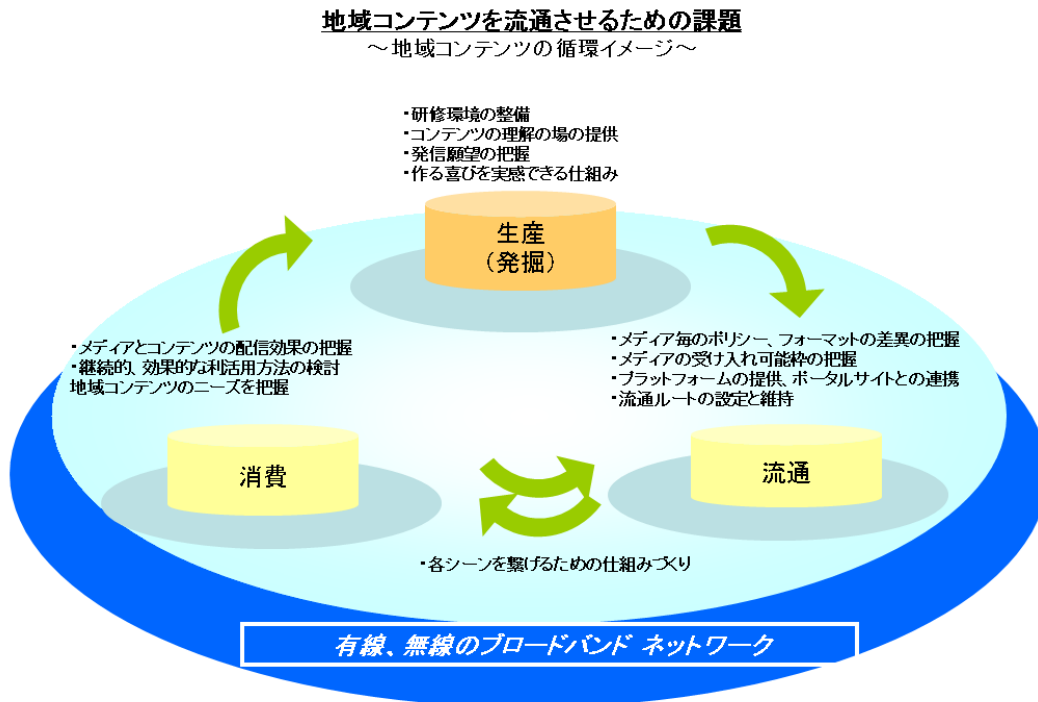 地域コンテンツを流通させるための課題
～地域コンテンツの循環イメージ～
・研修環境の整備
・コンテンツの理解の場の提供
・発信願望の把握
・作る喜びを実感できる仕組み
生産
（発掘）
・メディアとコンテンツの配信効果の把握
・継続的、効果的な利活用方法の検討
地域コンテンツのニーズを把握
・メディア毎のポリシー、フォーマットの差異の把握
・メディアの受け入れ可能枠の把握
・プラットフォームの提供、ポータルサイトとの連携
・流通ルートの設定と維持
消費
流通
・各シーンを繋げるための仕組みづくり
有線、無線のブロードバンド ネットワーク